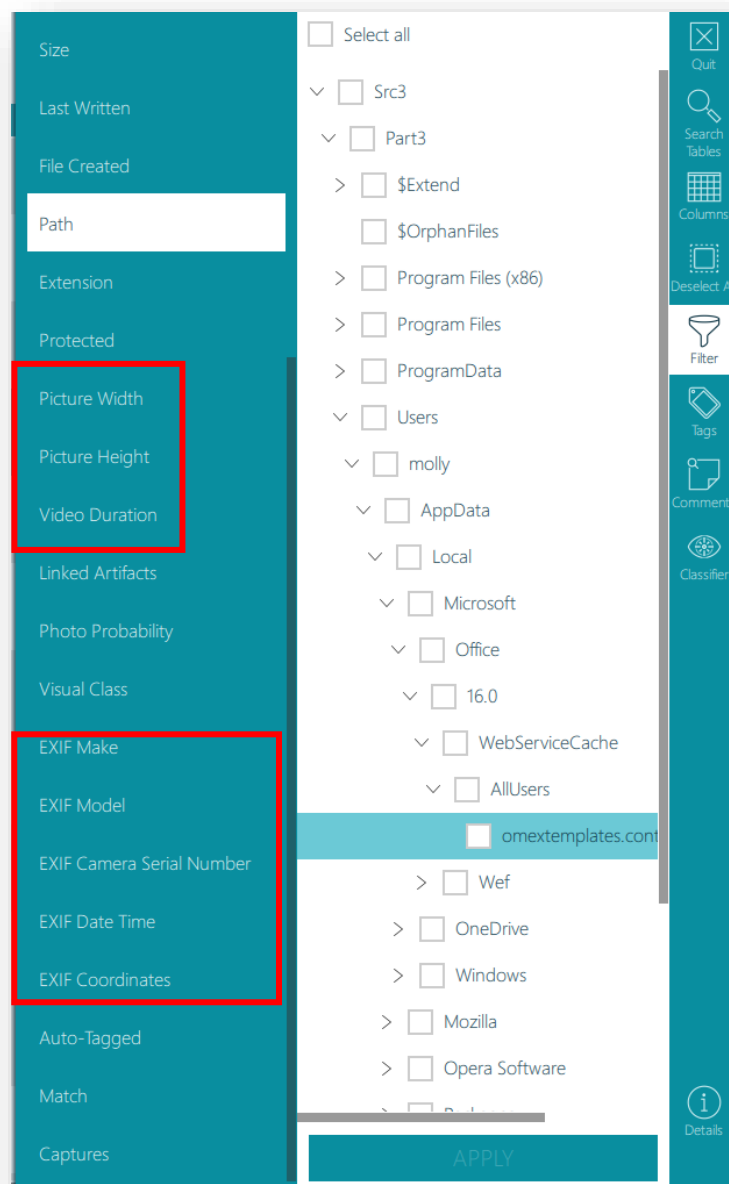 Size
Last Written
File Created
Path
Extension
Protected
Picture Width
Picture Height
Video Duration
Linked Artifacts
Photo Probability
Visual Class
EXIF Make
EXIF Model
EXIF Camera Serial Number
EXIF Date Time
EXIF Coordinates
Auto-Tagged
Match
Captures
Select all
Src3
Part3
$Extend
$OrphanFiles
Program Files (x86)
Program Files
ProgramData
Users
molly
AppData
Local
Microsoft
Office
16.0
WebServiceCache
AllUsers
omextemplates.cont
Wef
OneDrive
Windows
Mozilla
Opera Software
APPLY
Quit
Search
Tables
Columns
Deselect A
Filter
Tags
Comment
Classifier
Details